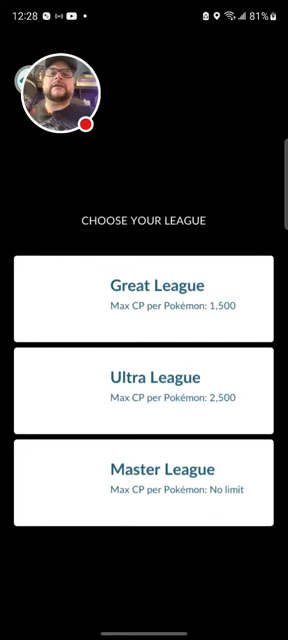 12:28
81%
CHOOSE YOUR LEAGUE
Great League
Max CP per Pokémon: 1,500
Ultra League
Max CP per Pokémon: 2,500
Master League
Max CP per Pokémon: No limit